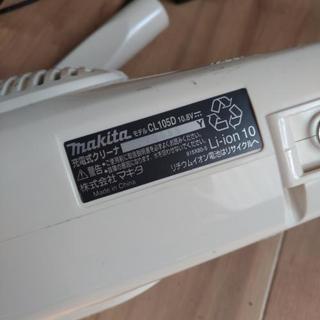 makita モデル CL105D 10.8V
充電式クリーナ Y
⚠警告
株式会社マキタ
Made in China
Li-ion 10
リチウムイオン電池はリサイクルへ